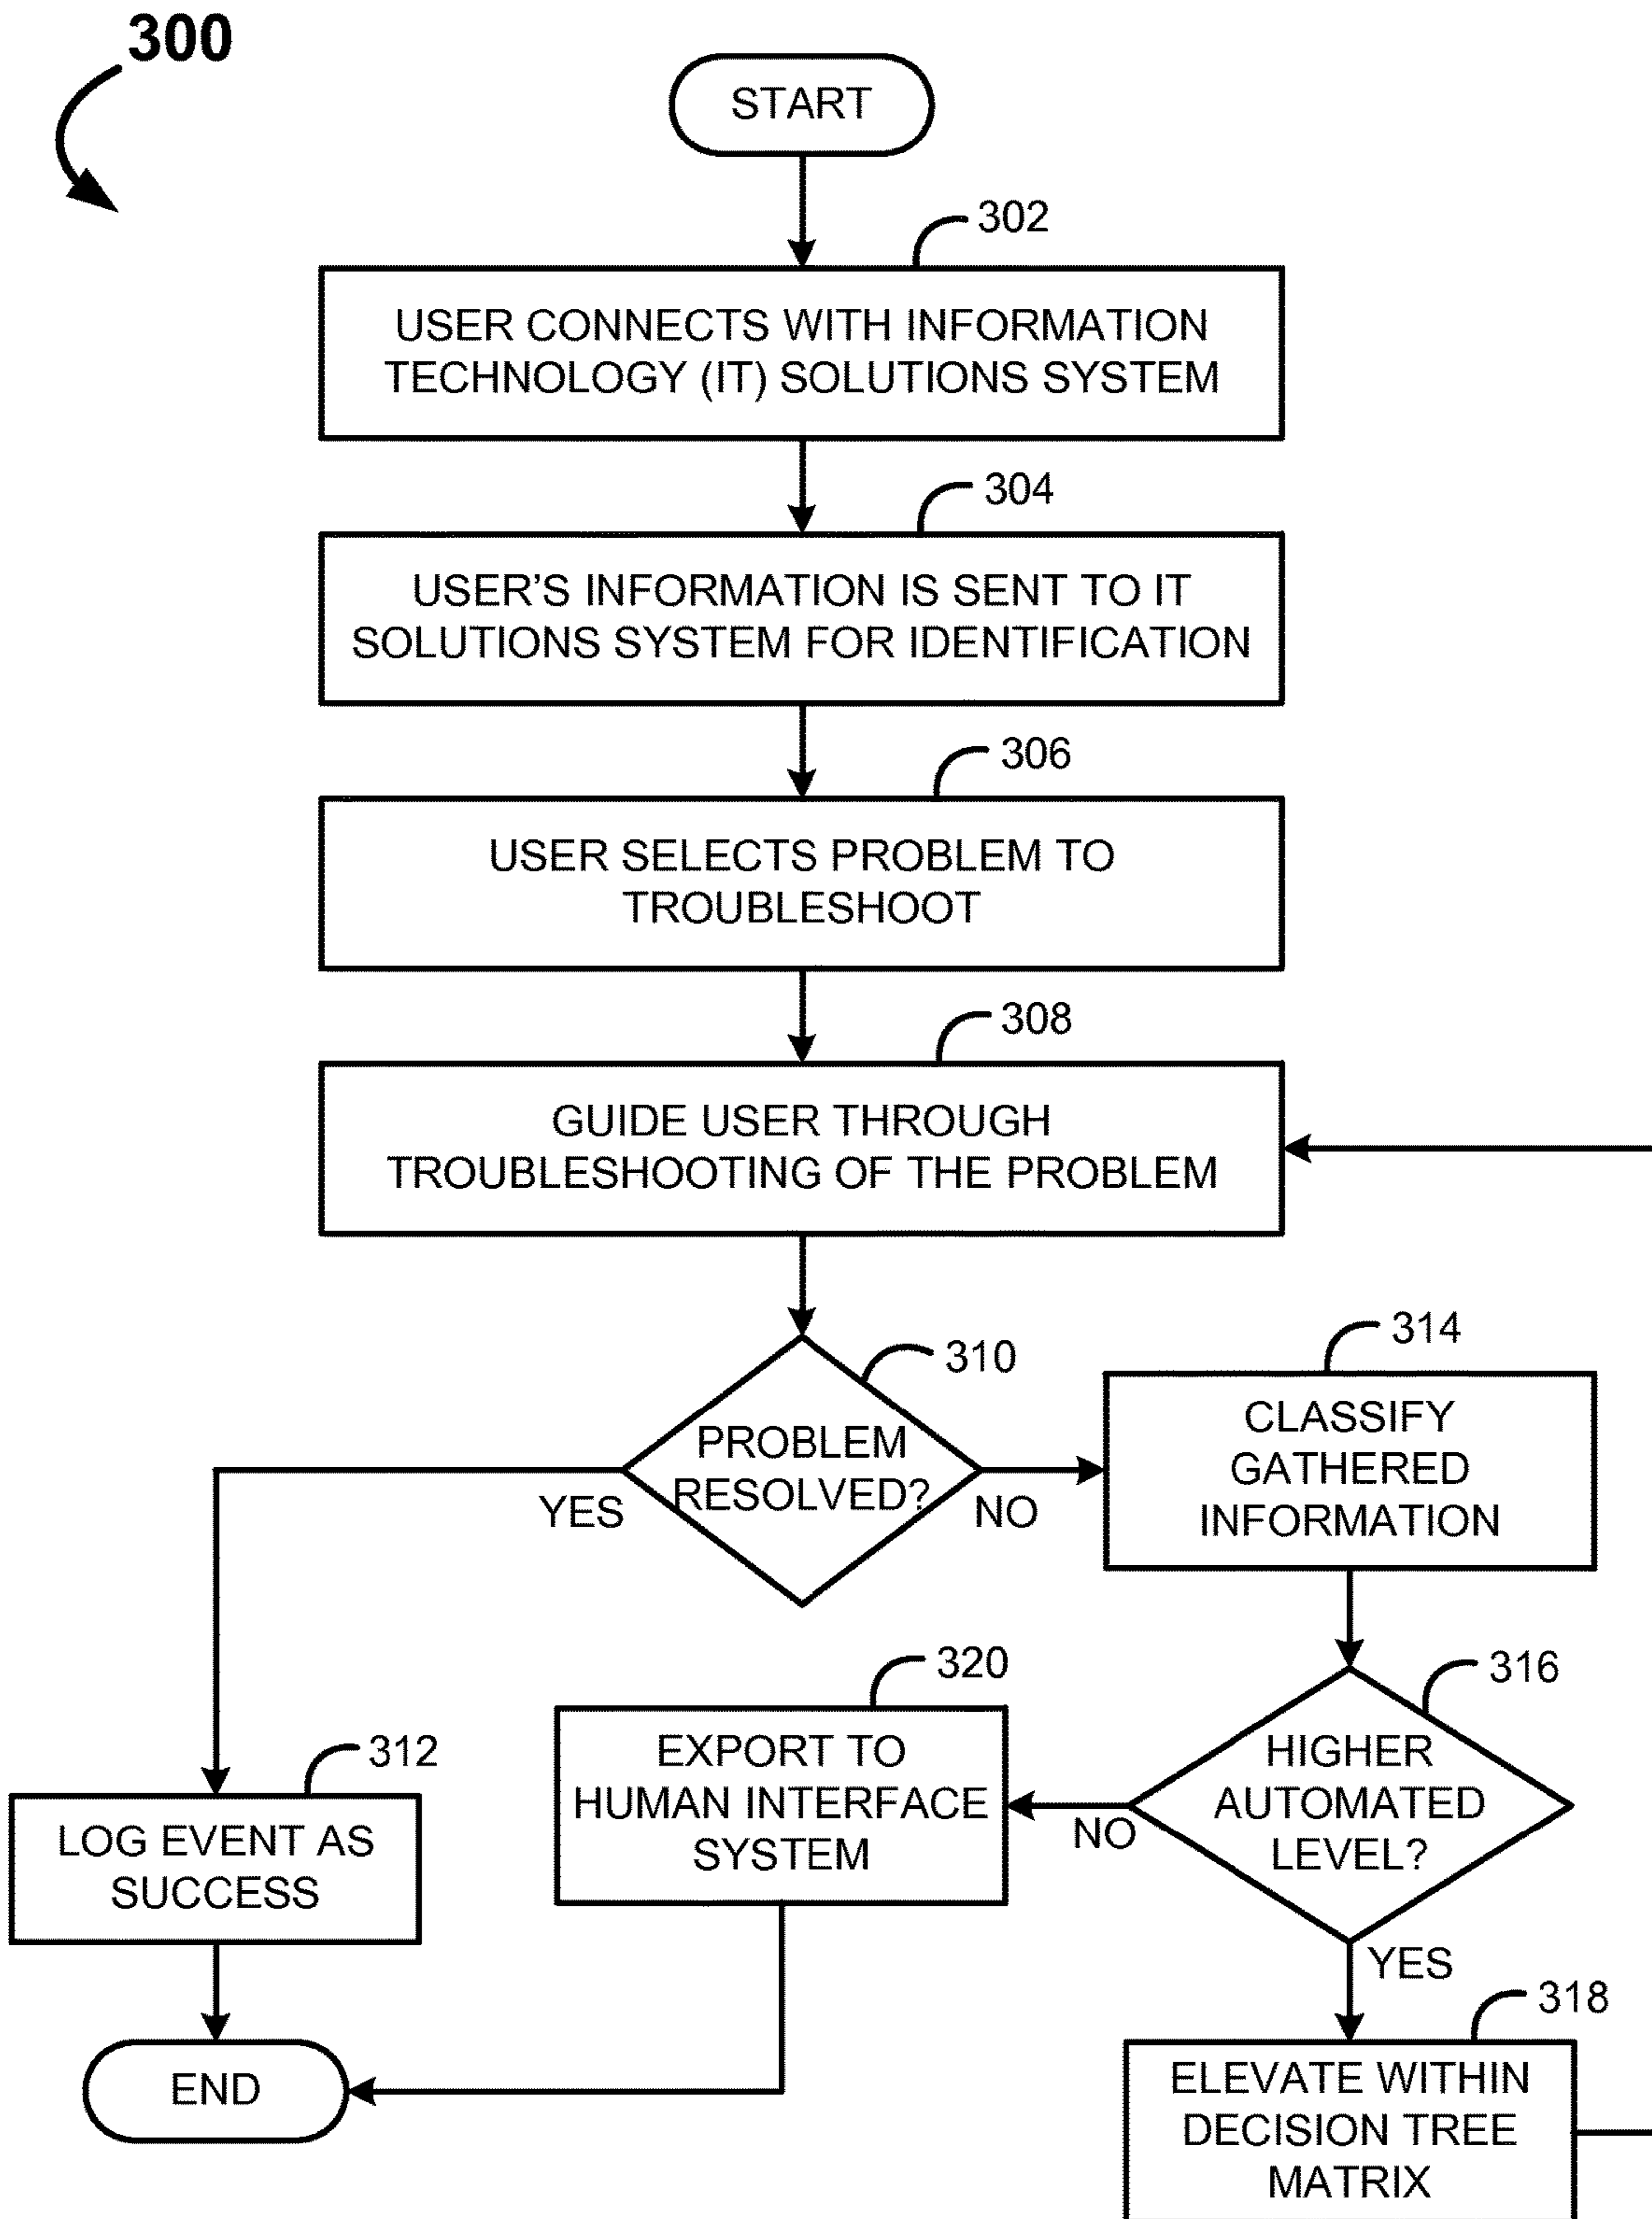 300
START
302
USER CONNECTS WITH INFORMATION
TECHNOLOGY (IT) SOLUTIONS SYSTEM
304
USER'S INFORMATION IS SENT TO IT
SOLUTIONS SYSTEM FOR IDENTIFICATION
306
USER SELECTS PROBLEM TO
TROUBLESHOOT
308
GUIDE USER THROUGH
TROUBLESHOOTING OF THE PROBLEM
310
PROBLEM
RESOLVED?
YES
NO
314
CLASSIFY
GATHERED
INFORMATION
316
HIGHER
AUTOMATED
LEVEL?
NO
YES
320
EXPORT TO
HUMAN INTERFACE
SYSTEM
312
LOG EVENT AS
SUCCESS
318
ELEVATE WITHIN
DECISION TREE
MATRIX
END